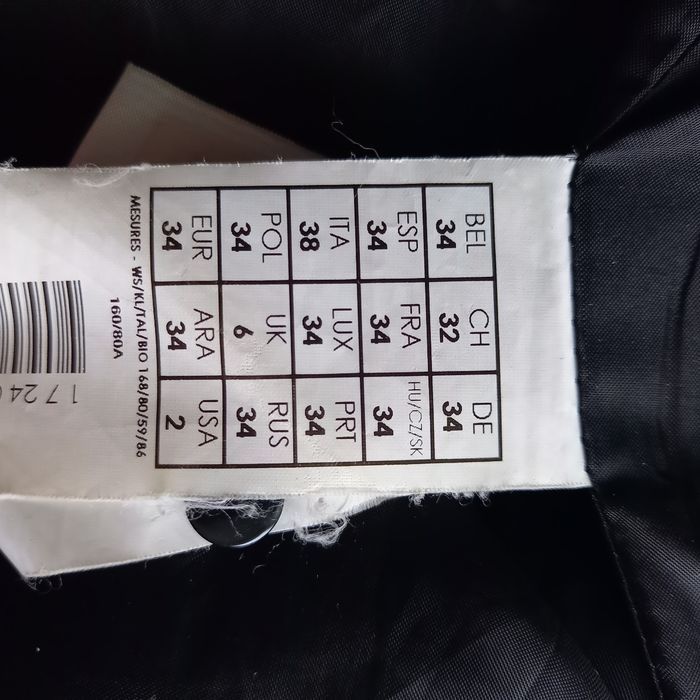 BEL CH DE
34 32 34
ESP FRA HU/CZ/SK
34 34 34
ITA LUX PRT
38 34 34
POL UK RUS
34 6 34
EUR ARA USA
34 34 2
MESURES - WS/KL/TAL/BIO 168/80/59/86
160/80A
1724